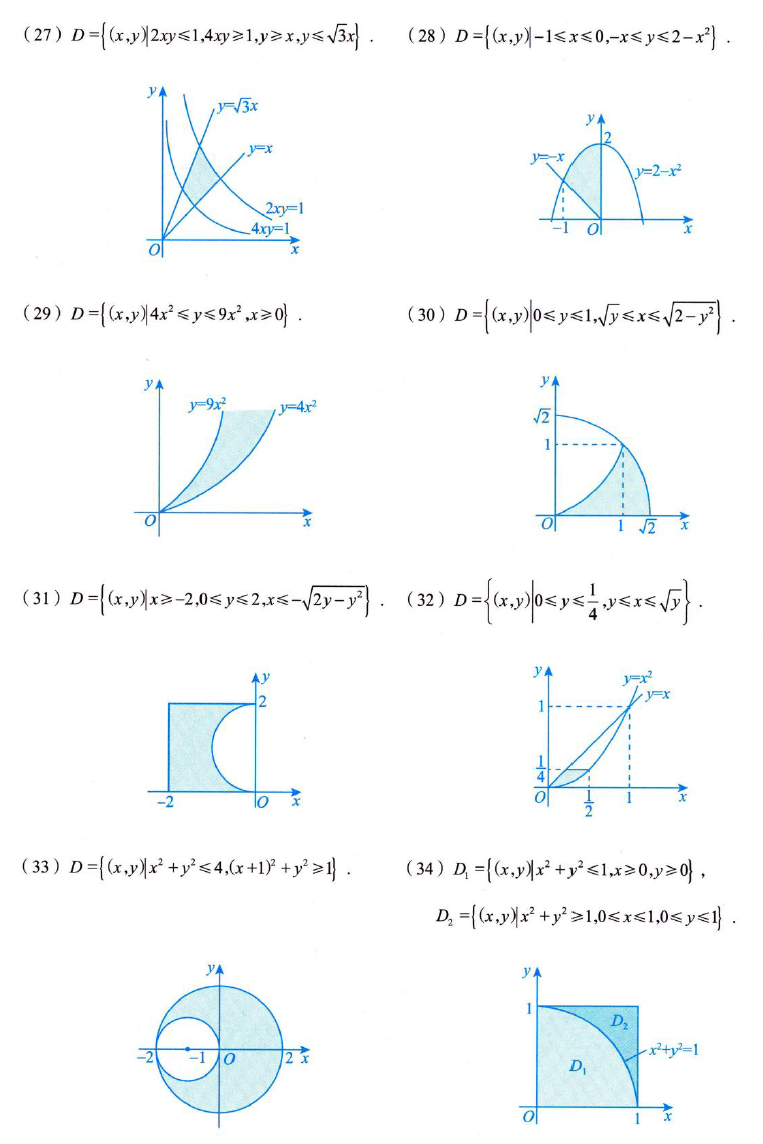 (27) D={(x,y)|2xy≤1,4xy≥1,y≥x,y≤√3x} .
(28) D={(x,y)|-1≤x≤0,-x≤y≤2-x²} .
y
y=√3x
y=x
2xy=1
4xy=1
O
x
y
2
y=-x
y=2-x²
-1
O
x
(29) D={(x,y)|4x²≤y≤9x²,x≥0} .
(30) D={(x,y)|0≤y≤1,√y≤x≤√(2-y²)} .
y
y=9x²
y=4x²
O
x
y
√2
1
O
1
√2
x
(31) D={(x,y)|x≥-2,0≤y≤2,x≤-√(2y-y²)} .
(32) D={(x,y)|0≤y≤1/4,y≤x≤√y} .
y
2
-2
O
x
y
y=x²
y=x
1
1/4
O
1/2
1
x
(33) D={(x,y)|x²+y²≤4,(x+1)²+y²≥1} .
(34) D₁={(x,y)|x²+y²≤1,x≥0,y≥0} ,
D₂={(x,y)|x²+y²≥1,0≤x≤1,0≤y≤1} .
y
-2
-1
O
2
x
y
1
D₂
x²+y²=1
D₁
O
1
x